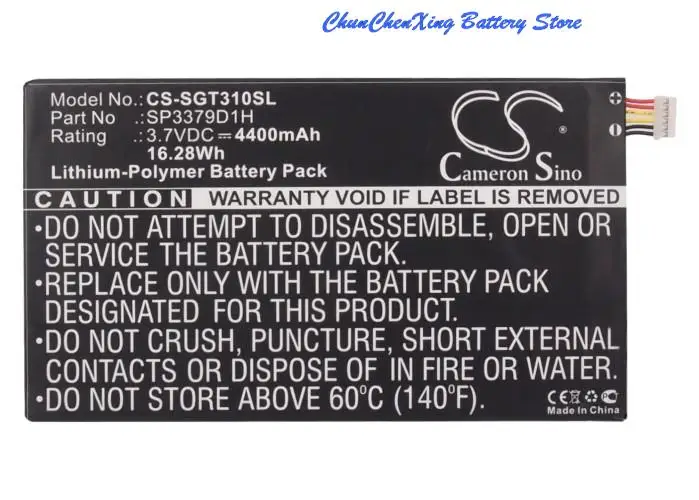 ChunChenXing Battery Store
Model No.: CS-SGT310SL
Part No : SP3379D1H
Rating : 3.7VDC⎓4400mAh
16.28Wh
Lithium-Polymer Battery Pack
CS
Cameron Sino
CAUTION WARRANTY VOID IF LABEL IS REMOVED
•DO NOT ATTEMPT TO DISASSEMBLE, OPEN OR
SERVICE THE BATTERY PACK.
•REPLACE ONLY WITH THE BATTERY PACK
DESIGNATED FOR THIS PRODUCT.
•DO NOT CRUSH, PUNCTURE, SHORT EXTERNAL
CONTACTS OR DISPOSE OF IN FIRE OR WATER.
•DO NOT STORE ABOVE 60°C (140°F).
CE
Made In China